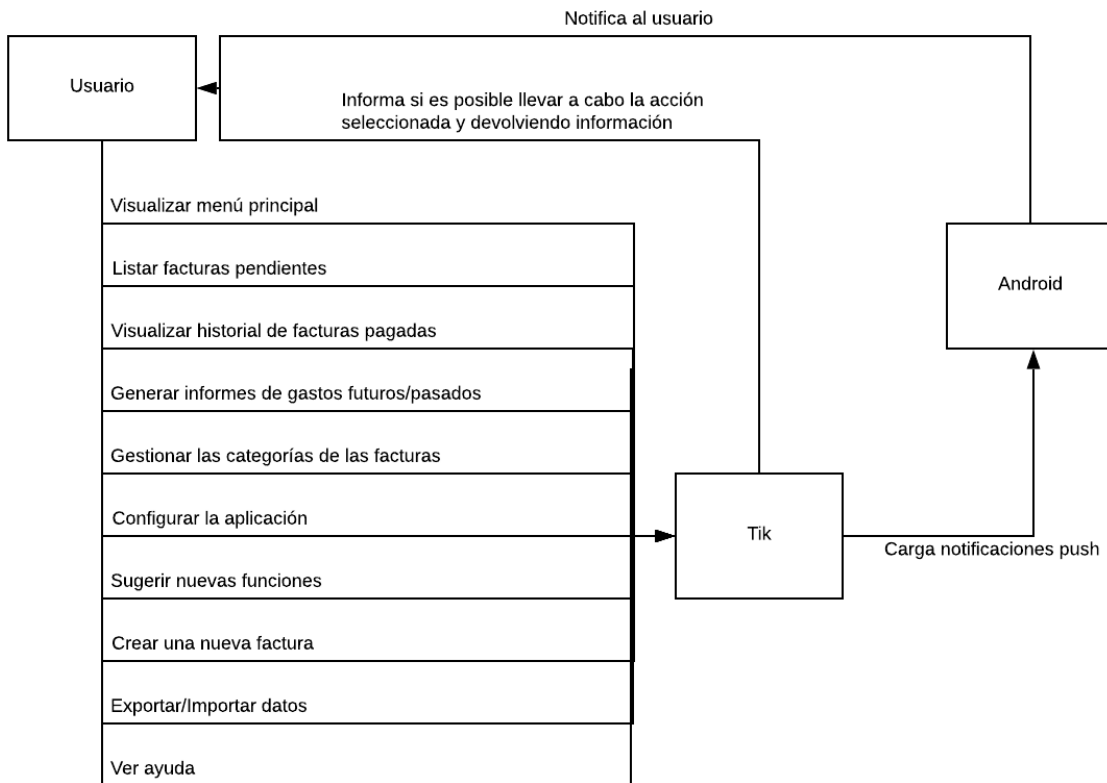 Notifica al usuario
Usuario
Informa si es posible llevar a cabo la acción
seleccionada y devolviendo información
Visualizar menú principal
Listar facturas pendientes
Android
Visualizar historial de facturas pagadas
Generar informes de gastos futuros/pasados
Gestionar las categorías de las facturas
Configurar la aplicación
Tik
Carga notificaciones push
Sugerir nuevas funciones
Crear una nueva factura
Exportar/Importar datos
Ver ayuda